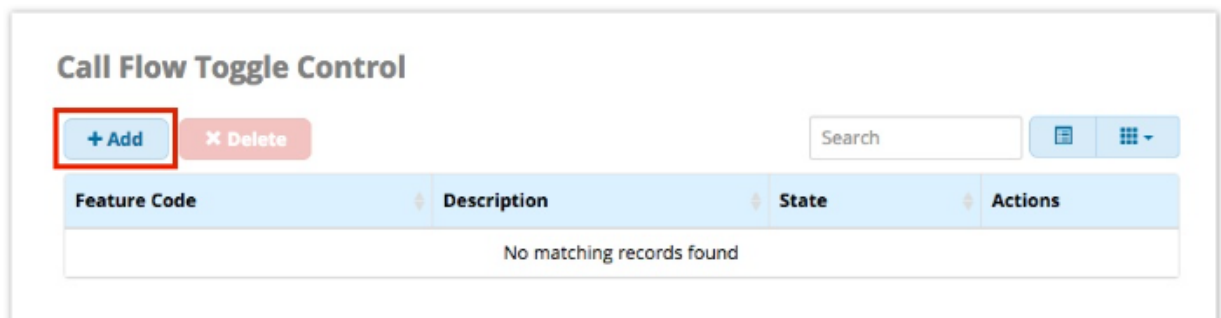 Call Flow Toggle Control
+ Add × Delete Search
Feature Code Description State Actions
No matching records found